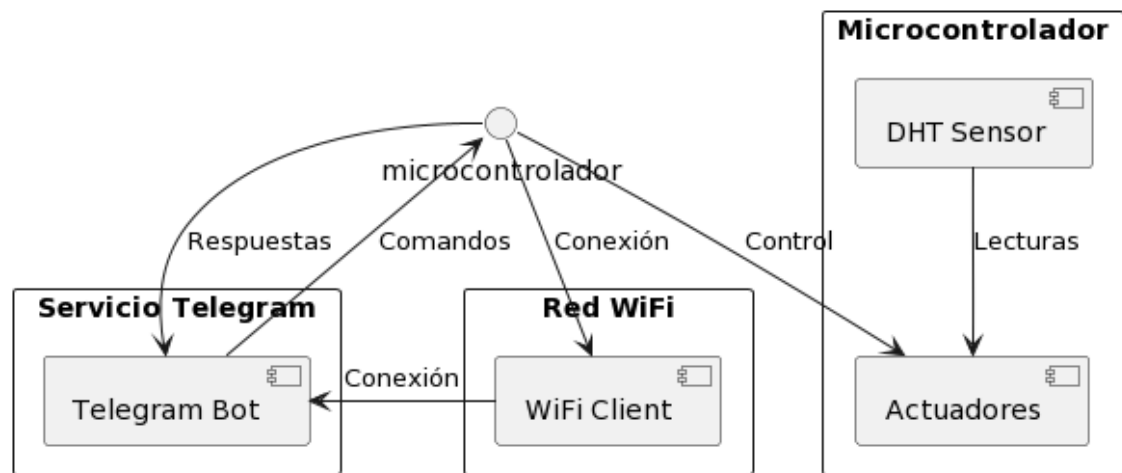 Microcontrolador
DHT Sensor
microcontrolador
Respuestas
Comandos
Conexión
Control
Lecturas
Servicio Telegram
Red WiFi
Conexión
Telegram Bot
WiFi Client
Actuadores